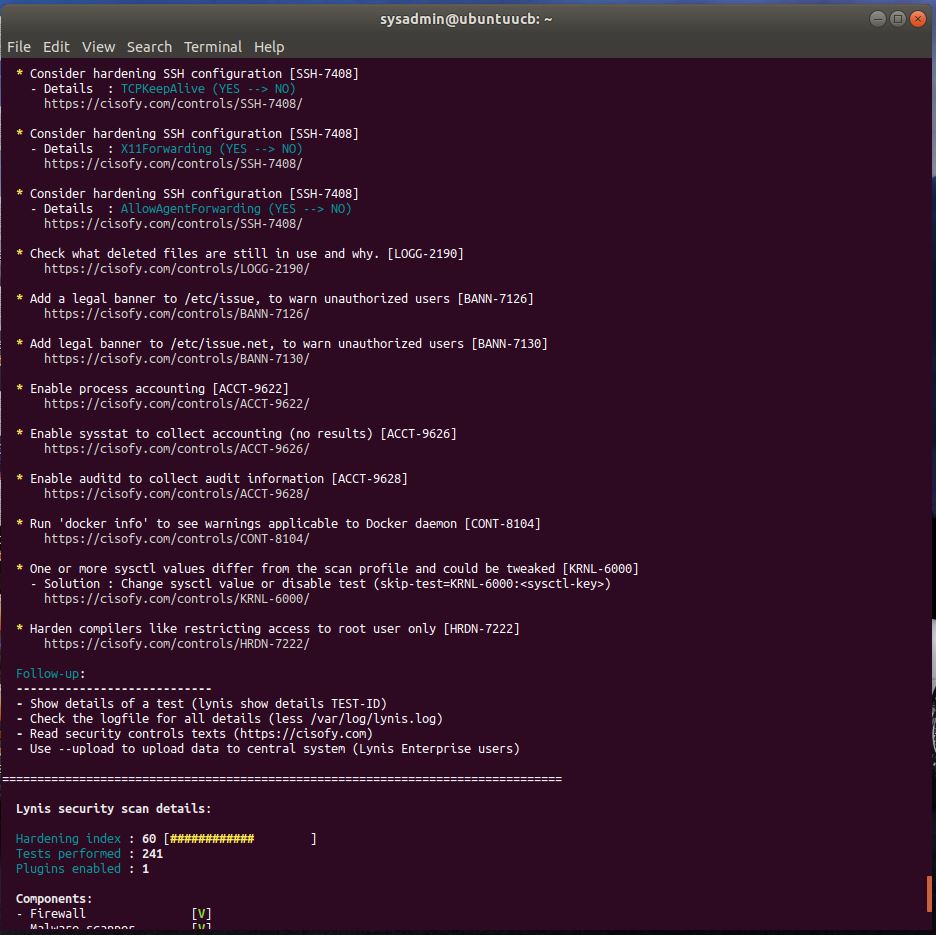 sysadmin@ubuntuucb: ~
File Edit View Search Terminal Help
* Consider hardening SSH configuration [SSH-7408]
- Details : TCPKeepAlive (YES --> NO)
https://cisofy.com/controls/SSH-7408/
* Consider hardening SSH configuration [SSH-7408]
- Details : X11Forwarding (YES --> NO)
https://cisofy.com/controls/SSH-7408/
* Consider hardening SSH configuration [SSH-7408]
- Details : AllowAgentForwarding (YES --> NO)
https://cisofy.com/controls/SSH-7408/
* Check what deleted files are still in use and why. [LOGG-2190]
https://cisofy.com/controls/LOGG-2190/
* Add a legal banner to /etc/issue, to warn unauthorized users [BANN-7126]
https://cisofy.com/controls/BANN-7126/
* Add legal banner to /etc/issue.net, to warn unauthorized users [BANN-7130]
https://cisofy.com/controls/BANN-7130/
* Enable process accounting [ACCT-9622]
https://cisofy.com/controls/ACCT-9622/
* Enable sysstat to collect accounting (no results) [ACCT-9626]
https://cisofy.com/controls/ACCT-9626/
* Enable auditd to collect audit information [ACCT-9628]
https://cisofy.com/controls/ACCT-9628/
* Run 'docker info' to see warnings applicable to Docker daemon [CONT-8104]
https://cisofy.com/controls/CONT-8104/
* One or more sysctl values differ from the scan profile and could be tweaked [KRNL-6000]
- Solution : Change sysctl value or disable test (skip-test=KRNL-6000:<sysctl-key>)
https://cisofy.com/controls/KRNL-6000/
* Harden compilers like restricting access to root user only [HRDN-7222]
https://cisofy.com/controls/HRDN-7222/
Follow-up:
----------------------------
- Show details of a test (lynis show details TEST-ID)
- Check the logfile for all details (less /var/log/lynis.log)
- Read security controls texts (https://cisofy.com)
- Use --upload to upload data to central system (Lynis Enterprise users)
================================================================================
Lynis security scan details:
Hardening index : 60 [############        ]
Tests performed : 241
Plugins enabled : 1
Components:
- Firewall [V]
- Malware scanner [V]